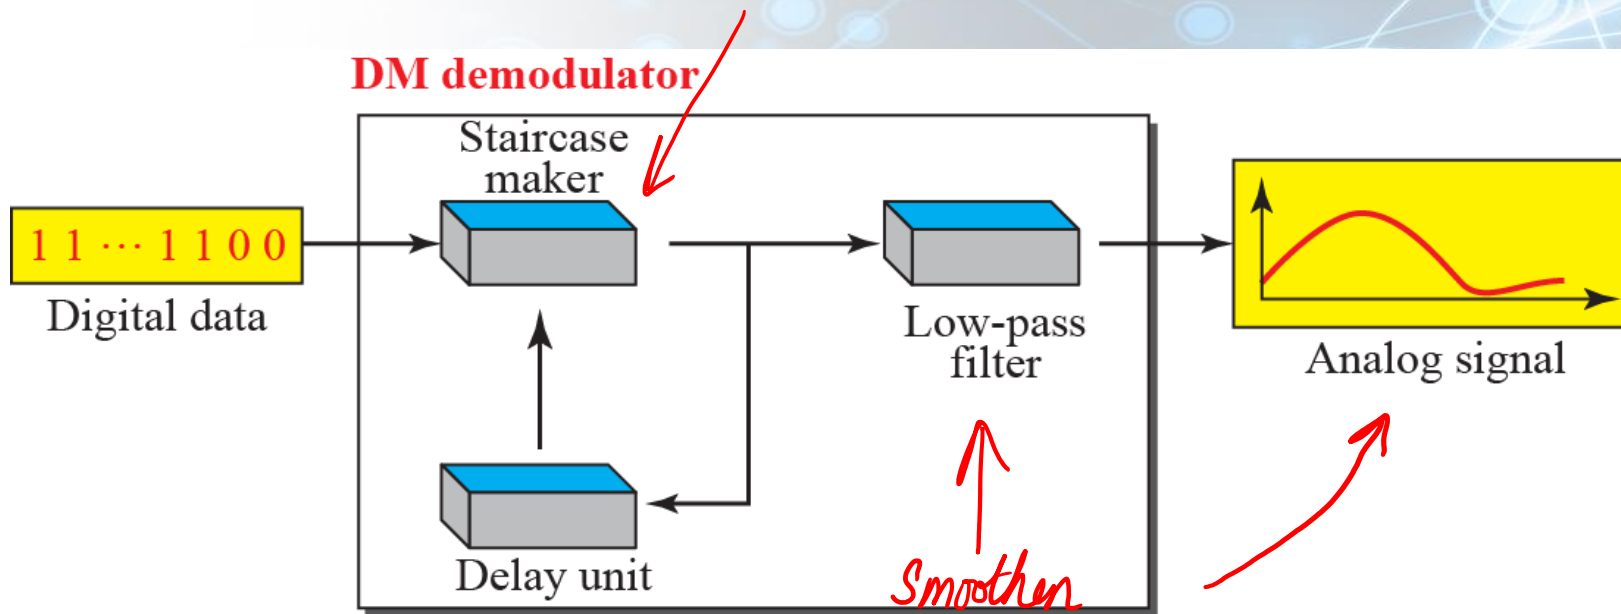 DM demodulator
Staircase
maker
1 1 ... 1 1 0 0
Digital data
Low-pass
filter
Analog signal
Delay unit
Smoothen